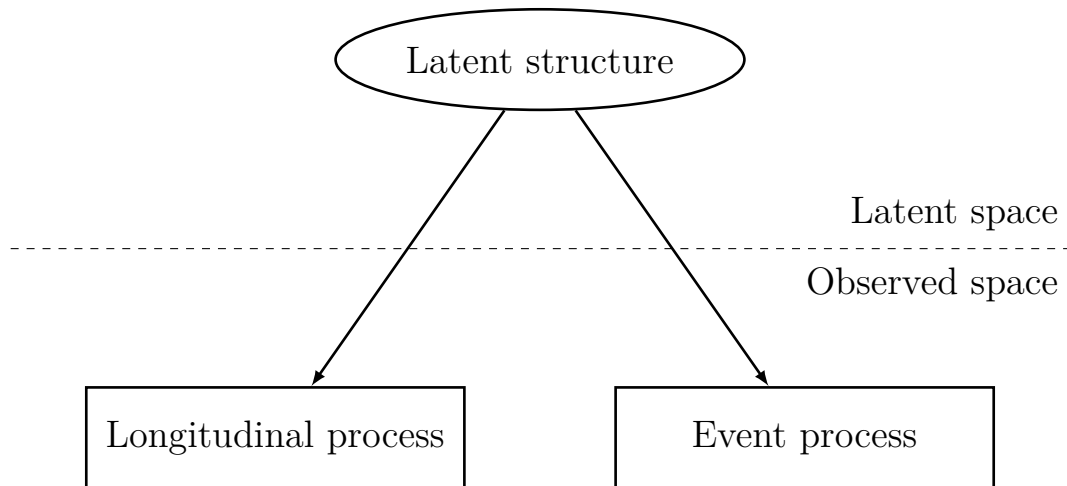 Latent structure
Latent space
Observed space
Longitudinal process
Event process